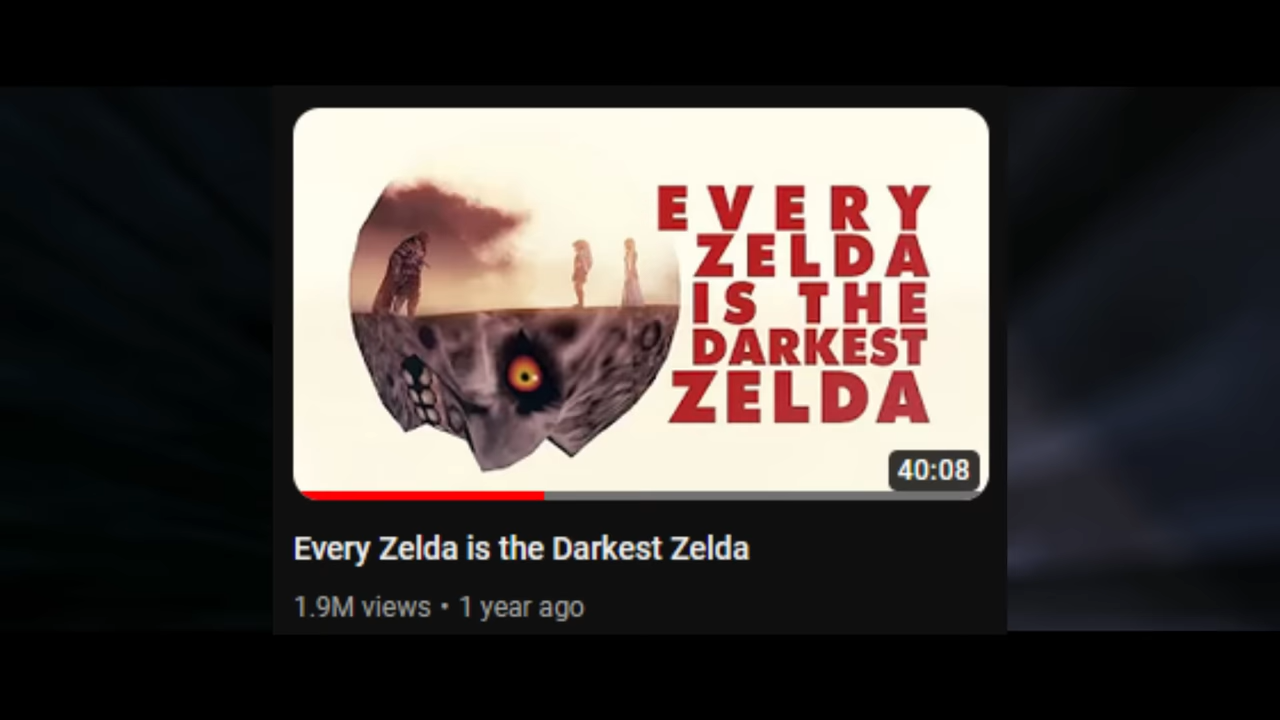 EVERY
ZELDA
IS THE
DARKEST
ZELDA
40:08
Every Zelda is the Darkest Zelda
1.9M views • 1 year ago